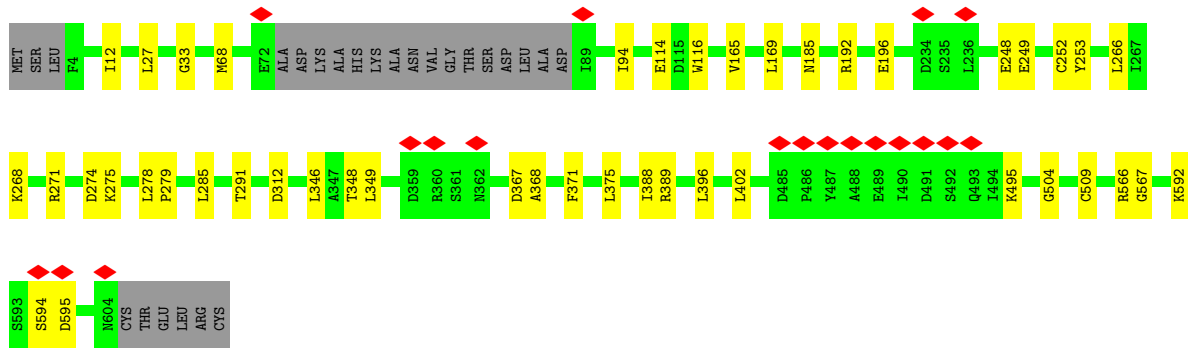 MET SER LEU F4 I12 L27 G33 M68 E72 ALA ASP LYS ALA HIS LYS ALA ASN VAL GLY THR SER ASP LEU ALA ASP I89 I94 E114 D115 W116 V165 L169 N185 R192 E196 D234 S235 L236 E248 E249 C252 Y253 L266 I267
K268 R271 D274 K275 L278 P279 L285 T291 D312 L346 A347 T348 L349 D359 R360 S361 N362 D367 A368 F371 L375 I388 R389 L396 L402 D485 P486 Y487 A488 E489 I490 D491 S492 Q493 I494 K495 G504 C509 R566 G567 K592
S593 S594 D595 N604 CYS THR GLU LEU ARG CYS